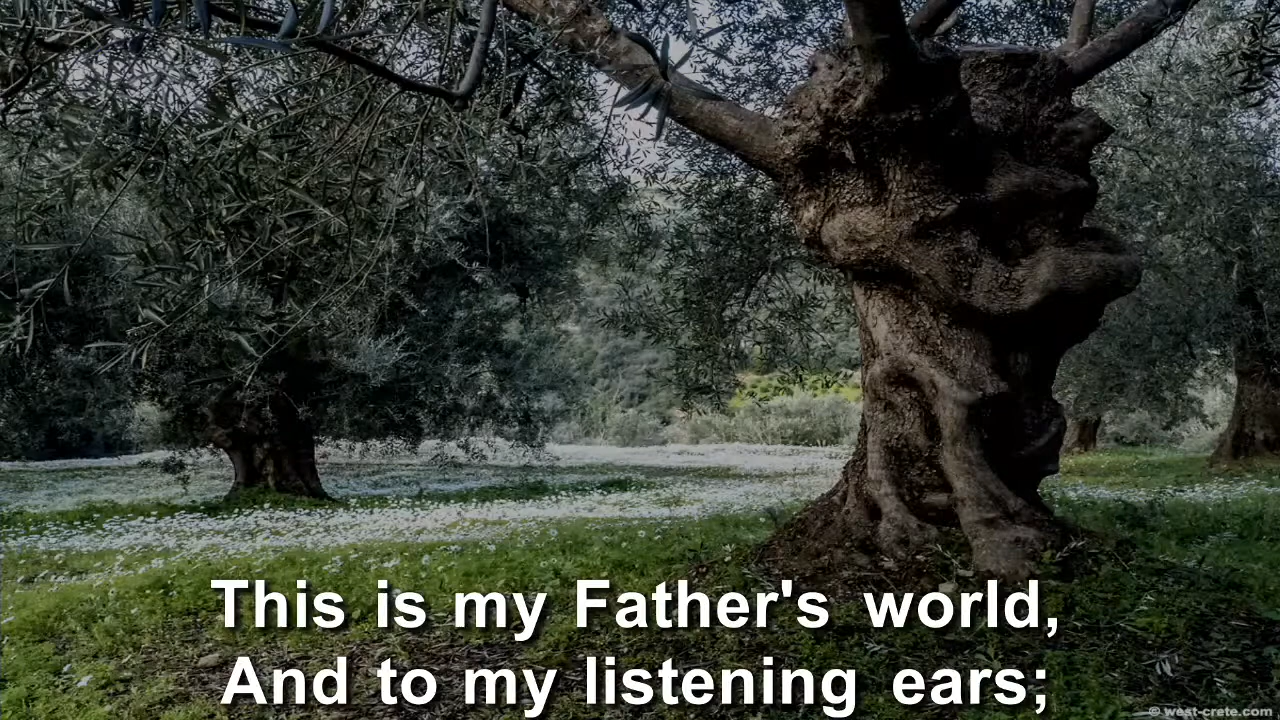 This is my Father's world,
And to my listening ears;
© west-crete.com